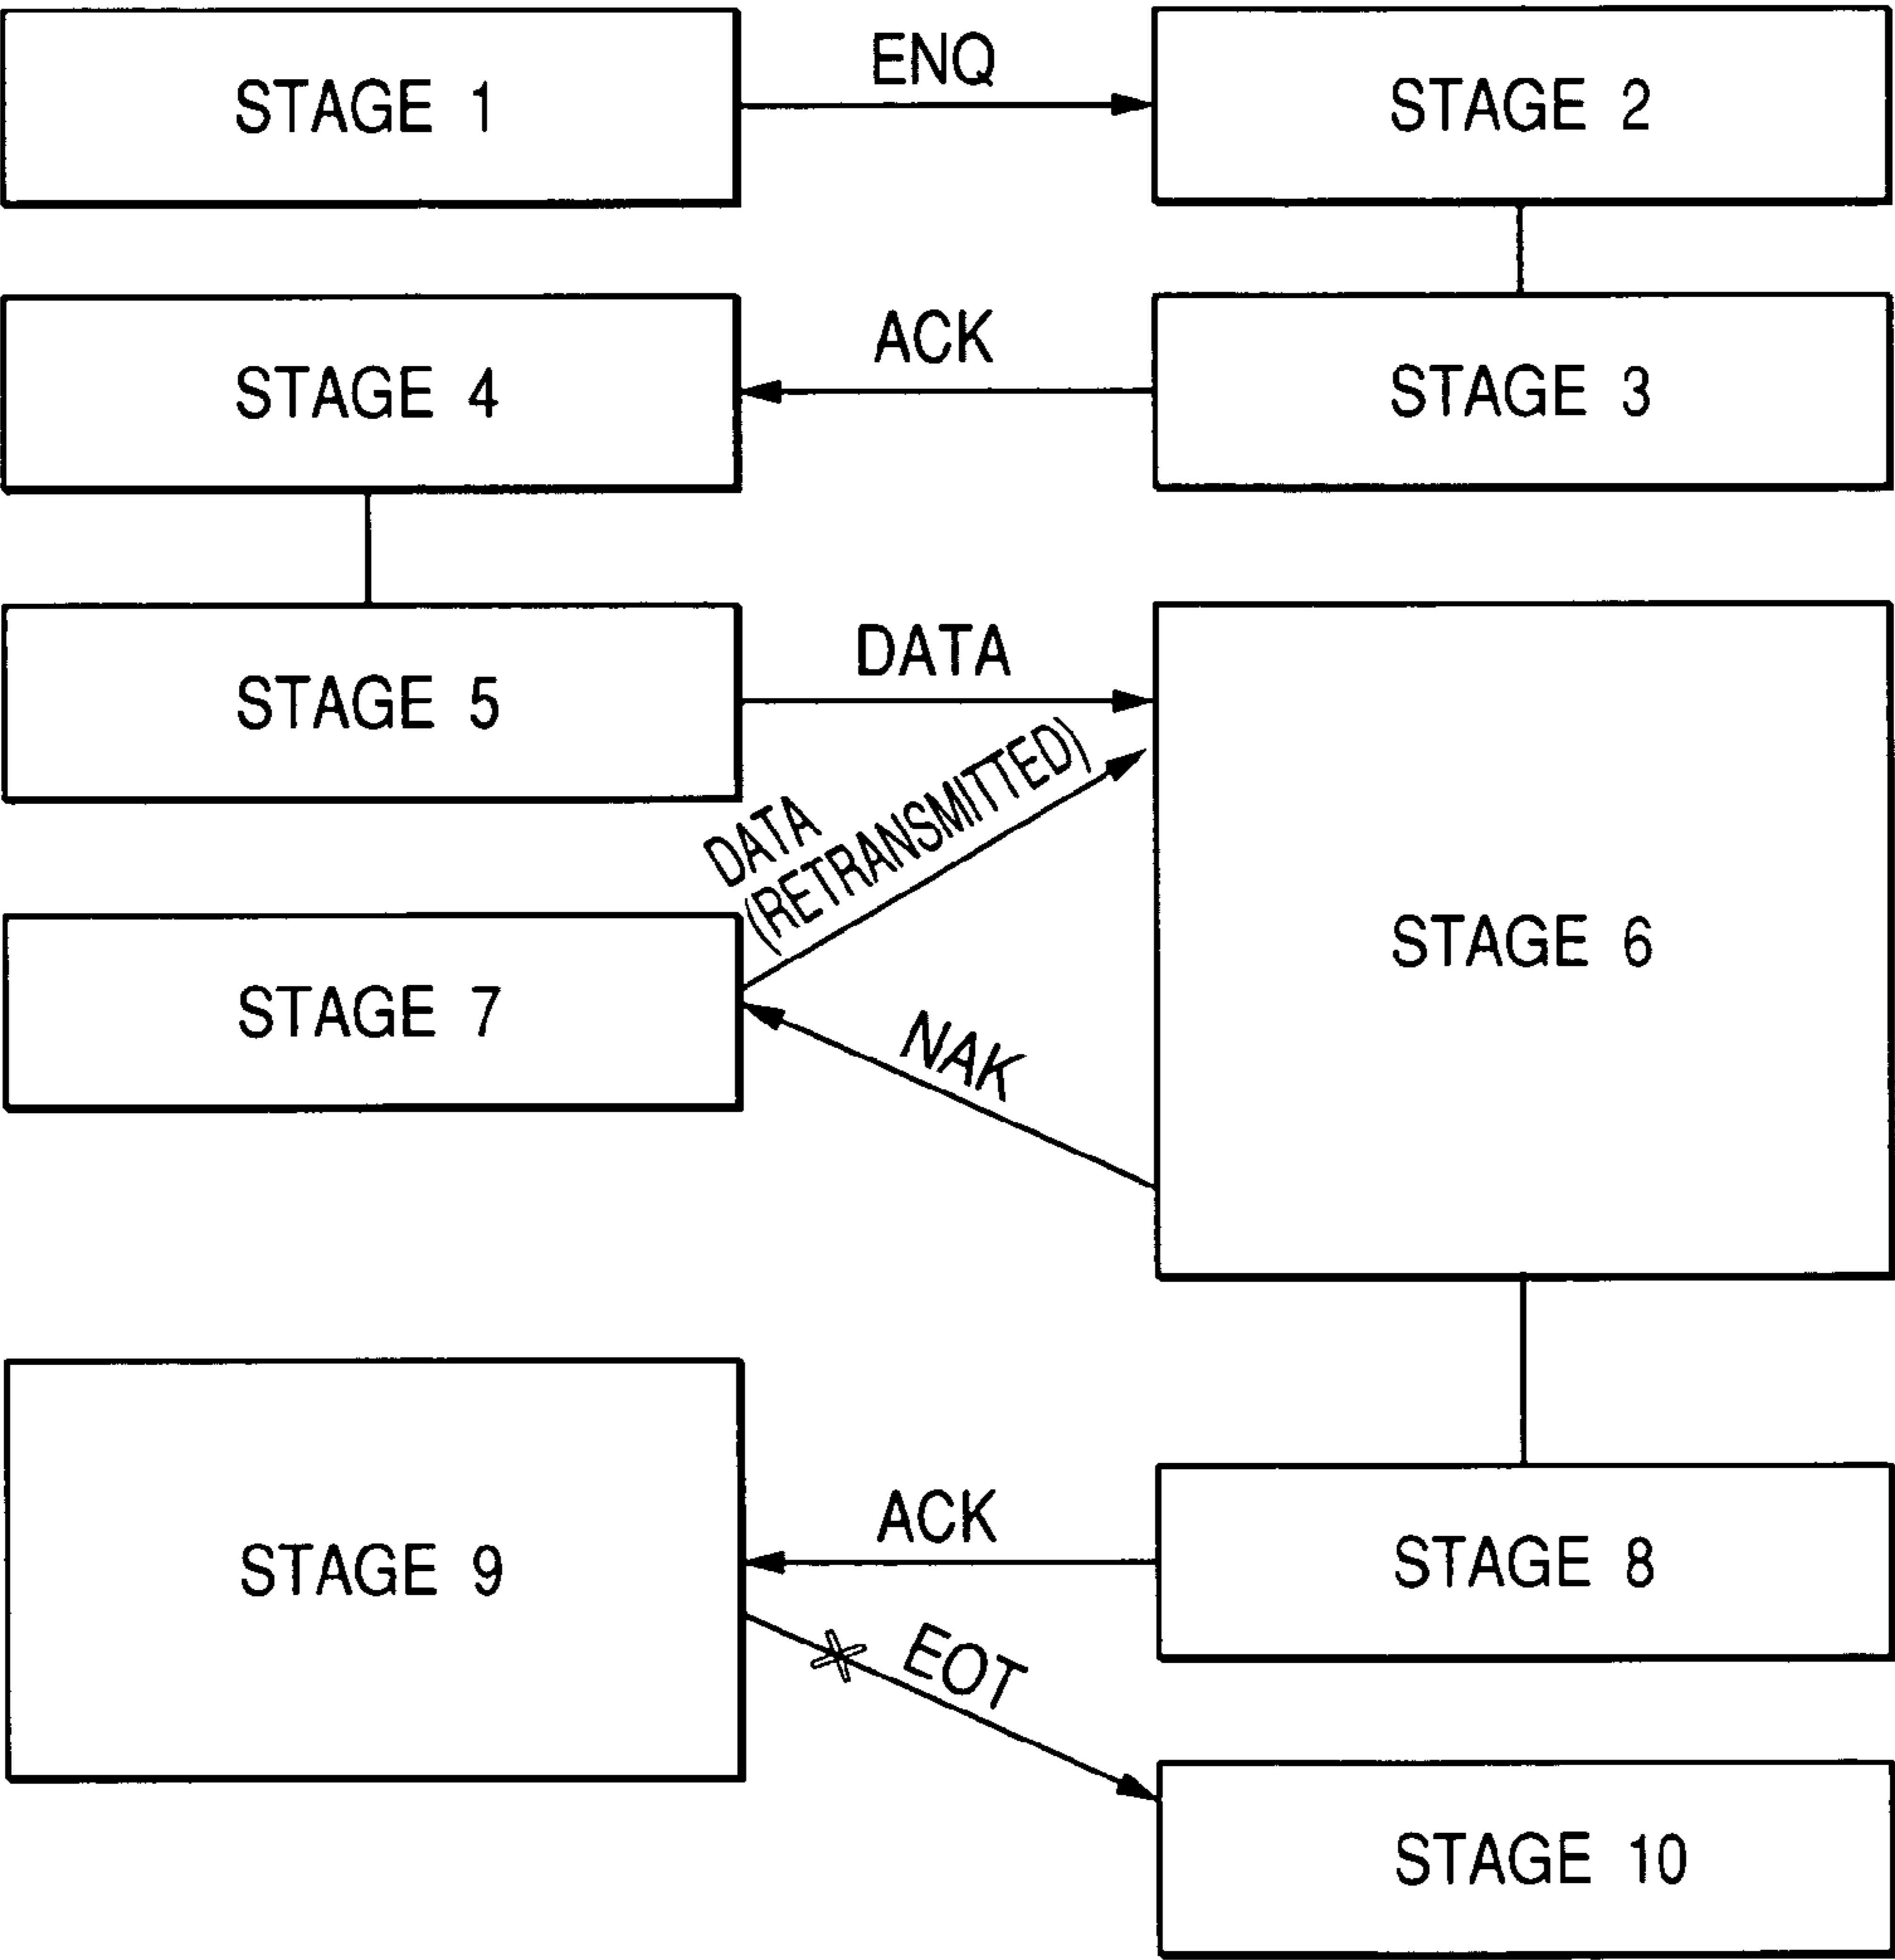 STAGE 1
ENQ
STAGE 2
STAGE 4
ACK
STAGE 3
STAGE 5
DATA
DATA
(RETRANSMITTED)
STAGE 6
STAGE 7
NAK
STAGE 9
ACK
STAGE 8
EOT
STAGE 10